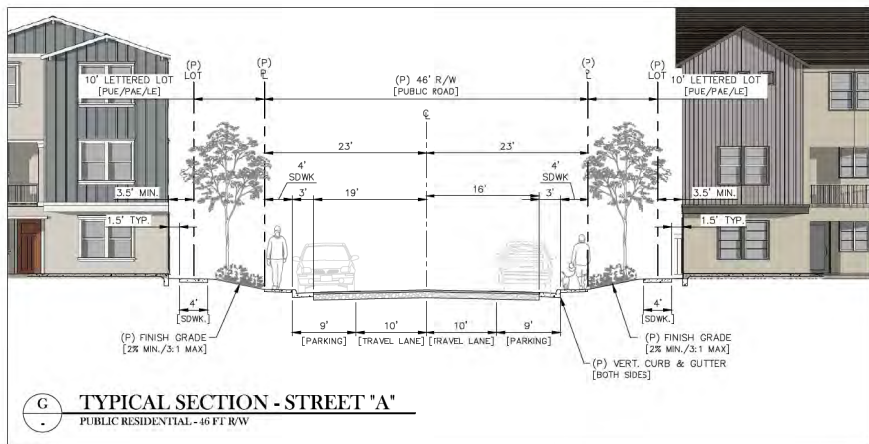 (P)
LOT
(P)
PL
(P)
PL
(P)
LOT
10' LETTERED LOT
[PUE/PAE/LE]
(P) 46' R/W
[PUBLIC ROAD]
10' LETTERED LOT
[PUE/PAE/LE]
CL
23'
23'
4'
SDWK
4'
SDWK
3.5' MIN.
3'
19'
16'
3'
3.5' MIN.
1.5' TYP.
1.5' TYP.
4'
[SDWK.]
4'
[SDWK.]
9'
[PARKING]
10'
[TRAVEL LANE]
10'
[TRAVEL LANE]
9'
[PARKING]
(P) FINISH GRADE
[2% MIN./3:1 MAX]
(P) FINISH GRADE
[2% MIN./3:1 MAX]
(P) VERT. CURB & GUTTER
[BOTH SIDES]
G
-
TYPICAL SECTION - STREET "A"
PUBLIC RESIDENTIAL - 46 FT R/W